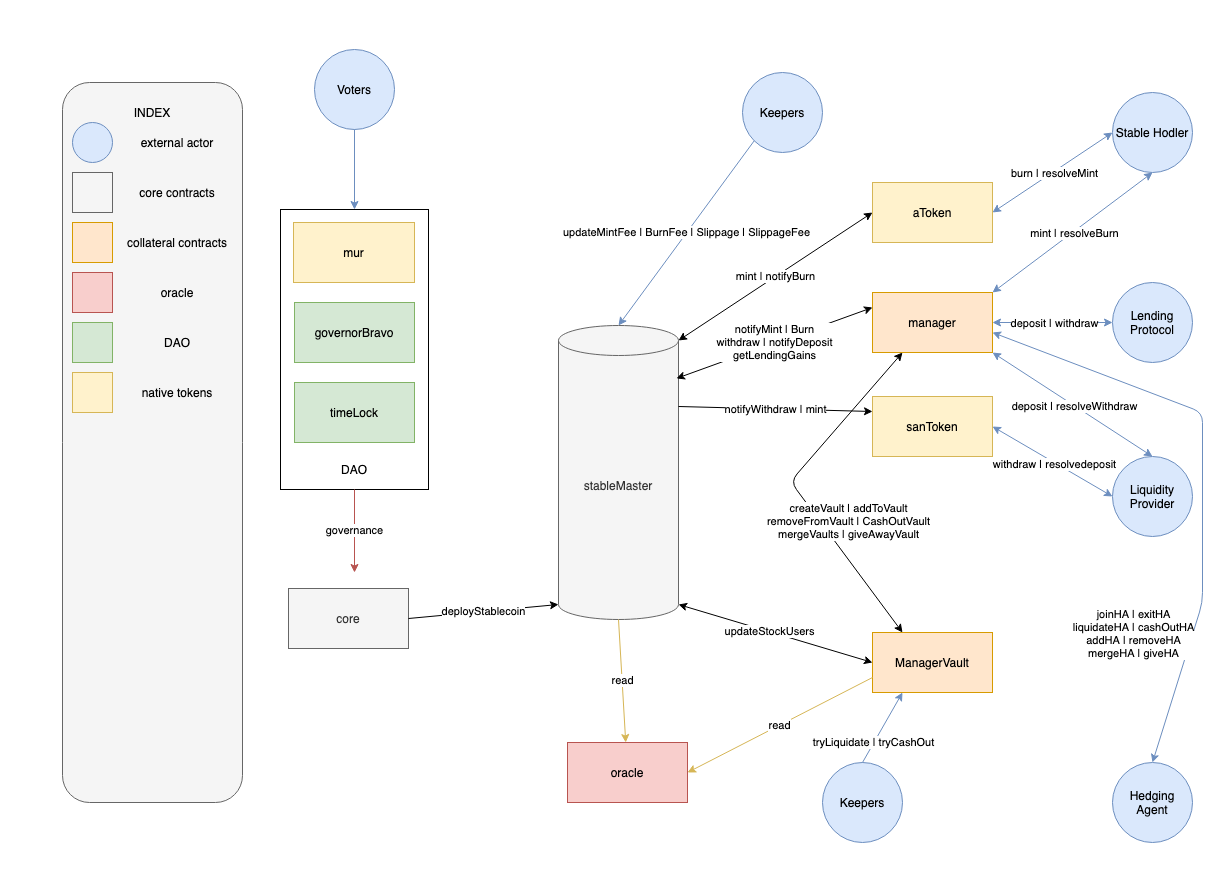 INDEX
external actor
core contracts
collateral contracts
oracle
DAO
native tokens
Voters
mur
governorBravo
timeLock
DAO
governance
core
deployStablecoin
Keepers
updateMintFee | BurnFee | Slippage | SlippageFee
mint | notifyBurn
notifyMint | Burn
withdraw | notifyDeposit
getLendingGains
notifyWithdraw | mint
stableMaster
createVault | addToVault
removeFromVault | CashOutVault
mergeVaults | giveAwayVault
updateStockUsers
read
read
oracle
aToken
manager
sanToken
ManagerVault
tryLiquidate | tryCashOut
Keepers
Stable Hodler
burn | resolveMint
mint | resolveBurn
deposit | withdraw
Lending
Protocol
deposit | resolveWithdraw
withdraw | resolvedeposit
Liquidity
Provider
joinHA | exitHA
liquidateHA | cashOutHA
addHA | removeHA
mergeHA | giveHA
Hedging
Agent